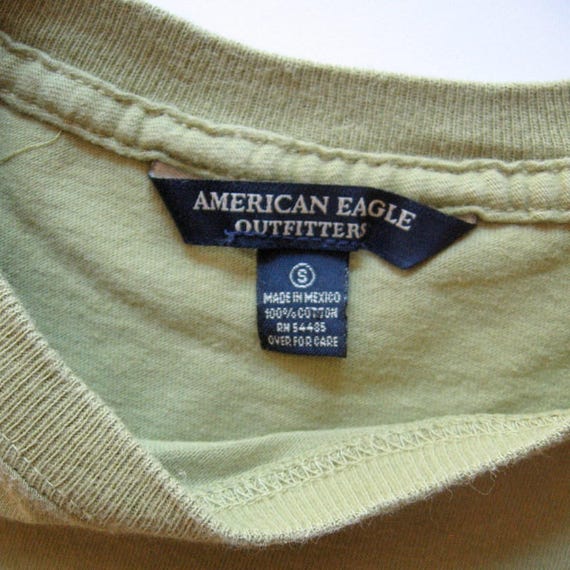 AMERICAN EAGLE
OUTFITTERS
S
MADE IN MEXICO
100% COTTON
RN 54485
OVER FOR CARE